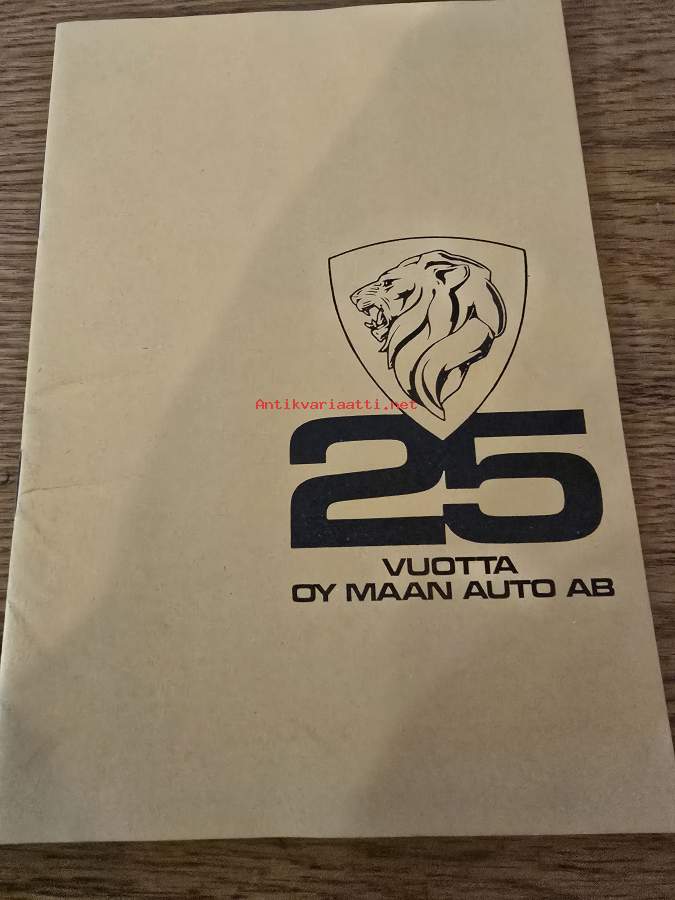 Antikvariaatti.net
25
VUOTTA
OY MAAN AUTO AB